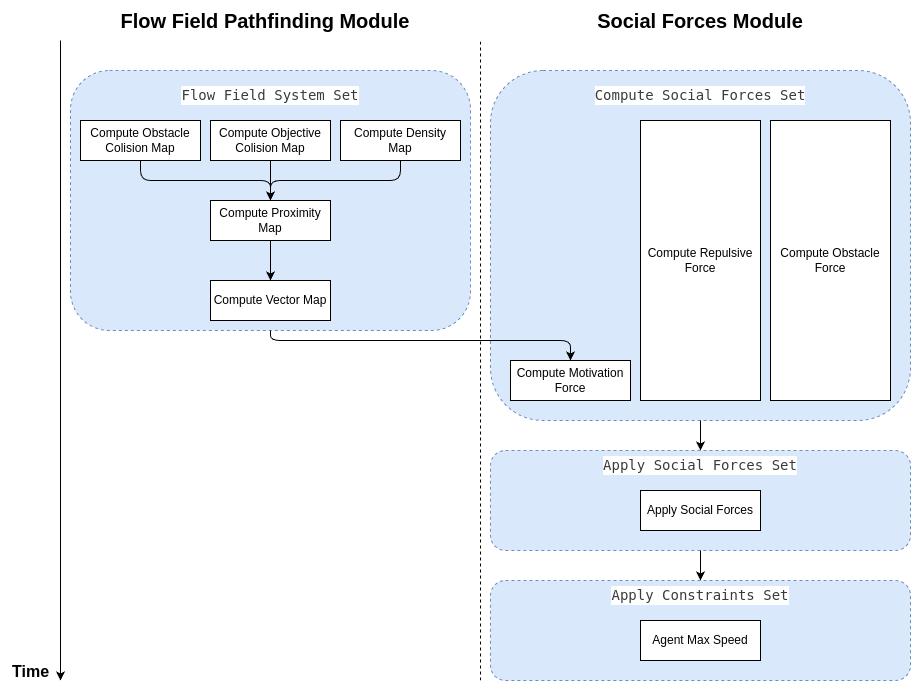 Flow Field Pathfinding Module
Social Forces Module
Flow Field System Set
Compute Obstacle
Colision Map
Compute Objective
Colision Map
Compute Density
Map
Compute Proximity
Map
Compute Vector Map
Compute Social Forces Set
Compute Repulsive
Force
Compute Obstacle
Force
Compute Motivation
Force
Apply Social Forces Set
Apply Social Forces
Apply Constraints Set
Agent Max Speed
Time